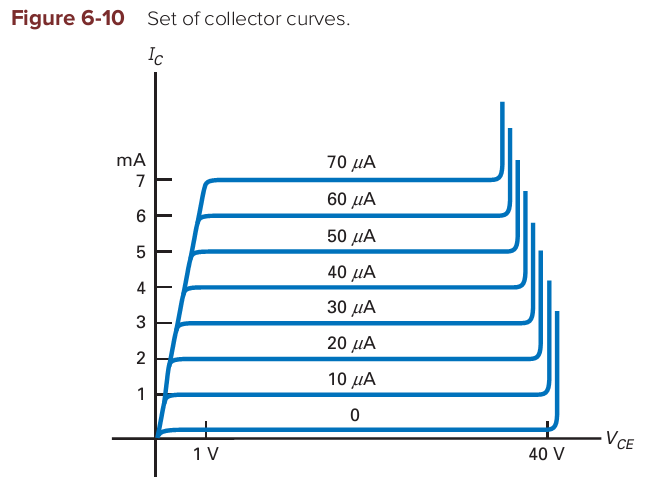 Figure 6-10 Set of collector curves.
I_C
mA
7
70 μA
6
60 μA
5
50 μA
4
40 μA
3
30 μA
2
20 μA
1
10 μA
0
1 V
40 V
V_CE